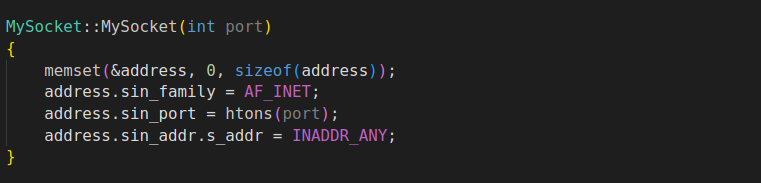 MySocket::MySocket(int port)
{
    memset(&address, 0, sizeof(address));
    address.sin_family = AF_INET;
    address.sin_port = htons(port);
    address.sin_addr.s_addr = INADDR_ANY;
}